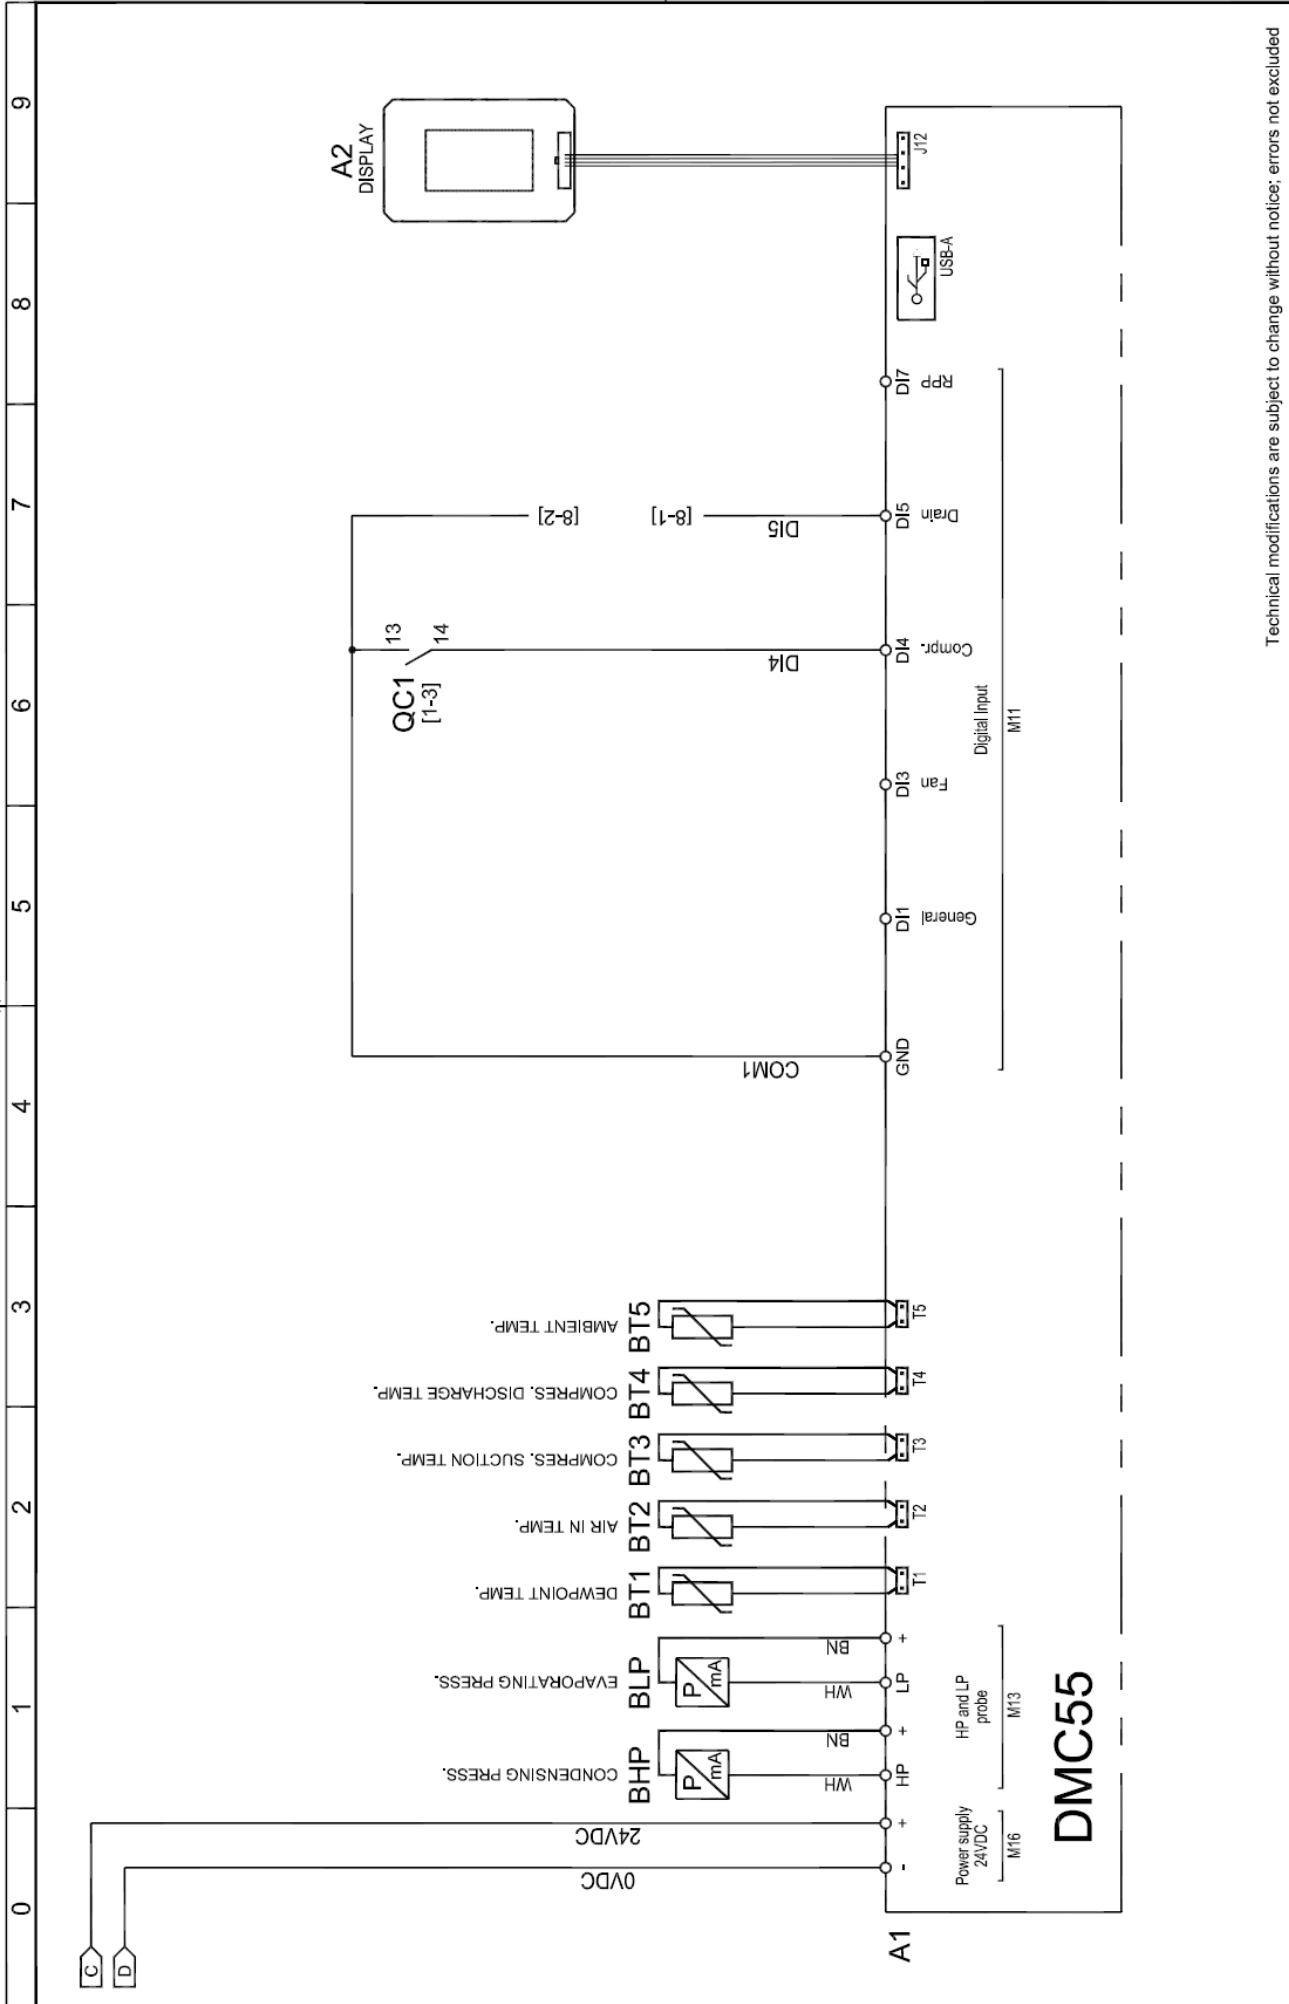 0
1
2
3
4
5
6
7
8
9
C
D
24VDC
0VDC
CONDENSING PRESS.
BHP
P
mA
WH
BN
EVAPORATING PRESS.
BLP
P
mA
WH
BN
DEWPOINT TEMP.
BT1
AIR IN TEMP.
BT2
COMPRES. SUCTION TEMP.
BT3
COMPRES. DISCHARGE TEMP.
BT4
AMBIENT TEMP.
BT5
COM1
QC1
[1-3]
13
14
DI4
[8-2]
[8-1]
DI5
A2
DISPLAY
A1
-
+
HP
+
LP
+
T1
T2
T3
T4
T5
GND
DI1
General
DI3
Fan
DI4
Compr.
DI5
Drain
DI7
RPP
USB-A
J12
Power supply
24VDC
M16
HP and LP
probe
M13
Digital Input
M11
DMC55
Technical modifications are subject to change without notice; errors not excluded